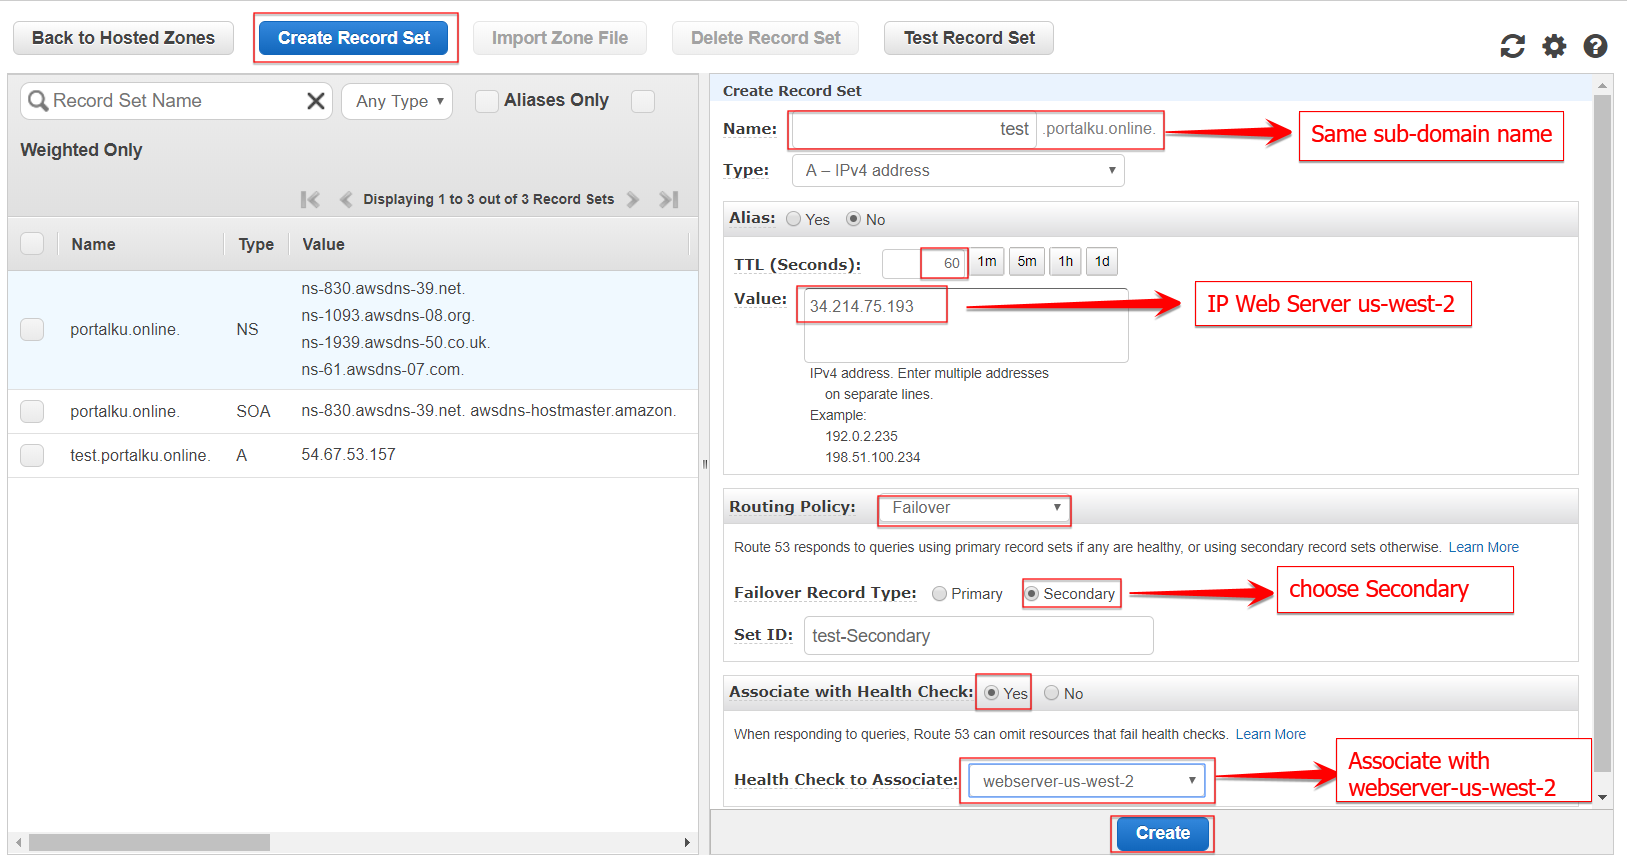 Back to Hosted Zones
Create Record Set
Import Zone File
Delete Record Set
Test Record Set
Record Set Name
Any Type
Aliases Only
Weighted Only
Displaying 1 to 3 out of 3 Record Sets
Name Type Value
portalku.online. NS
ns-830.awsdns-39.net.
ns-1093.awsdns-08.org.
ns-1939.awsdns-50.co.uk.
ns-61.awsdns-07.com.
portalku.online. SOA ns-830.awsdns-39.net. awsdns-hostmaster.amazon.
test.portalku.online. A 54.67.53.157
Create Record Set
Name: test .portalku.online.
Same sub-domain name
Type: A – IPv4 address
Alias: Yes No
TTL (Seconds): 60 1m 5m 1h 1d
Value: 34.214.75.193
IP Web Server us-west-2
IPv4 address. Enter multiple addresses
on separate lines.
Example:
192.0.2.235
198.51.100.234
Routing Policy: Failover
Route 53 responds to queries using primary record sets if any are healthy, or using secondary record sets otherwise. Learn More
Failover Record Type: Primary Secondary
choose Secondary
Set ID: test-Secondary
Associate with Health Check: Yes No
When responding to queries, Route 53 can omit resources that fail health checks. Learn More
Health Check to Associate: webserver-us-west-2
Associate with
webserver-us-west-2
Create